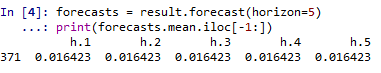 In [4]: forecasts = result.forecast(horizon=5)
   ...: print(forecasts.mean.iloc[-1:])
          h.1       h.2       h.3       h.4       h.5
371  0.016423  0.016423  0.016423  0.016423  0.016423